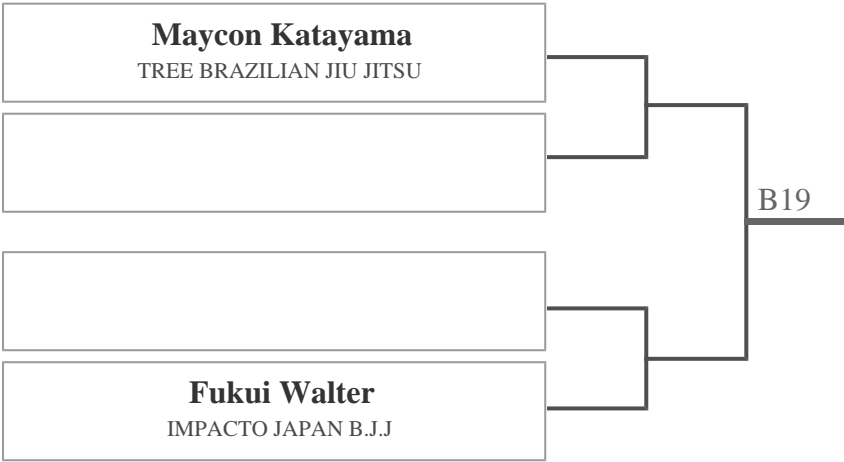 Maycon Katayama
TREE BRAZILIAN JIU JITSU
B19
Fukui Walter
IMPACTO JAPAN B.J.J